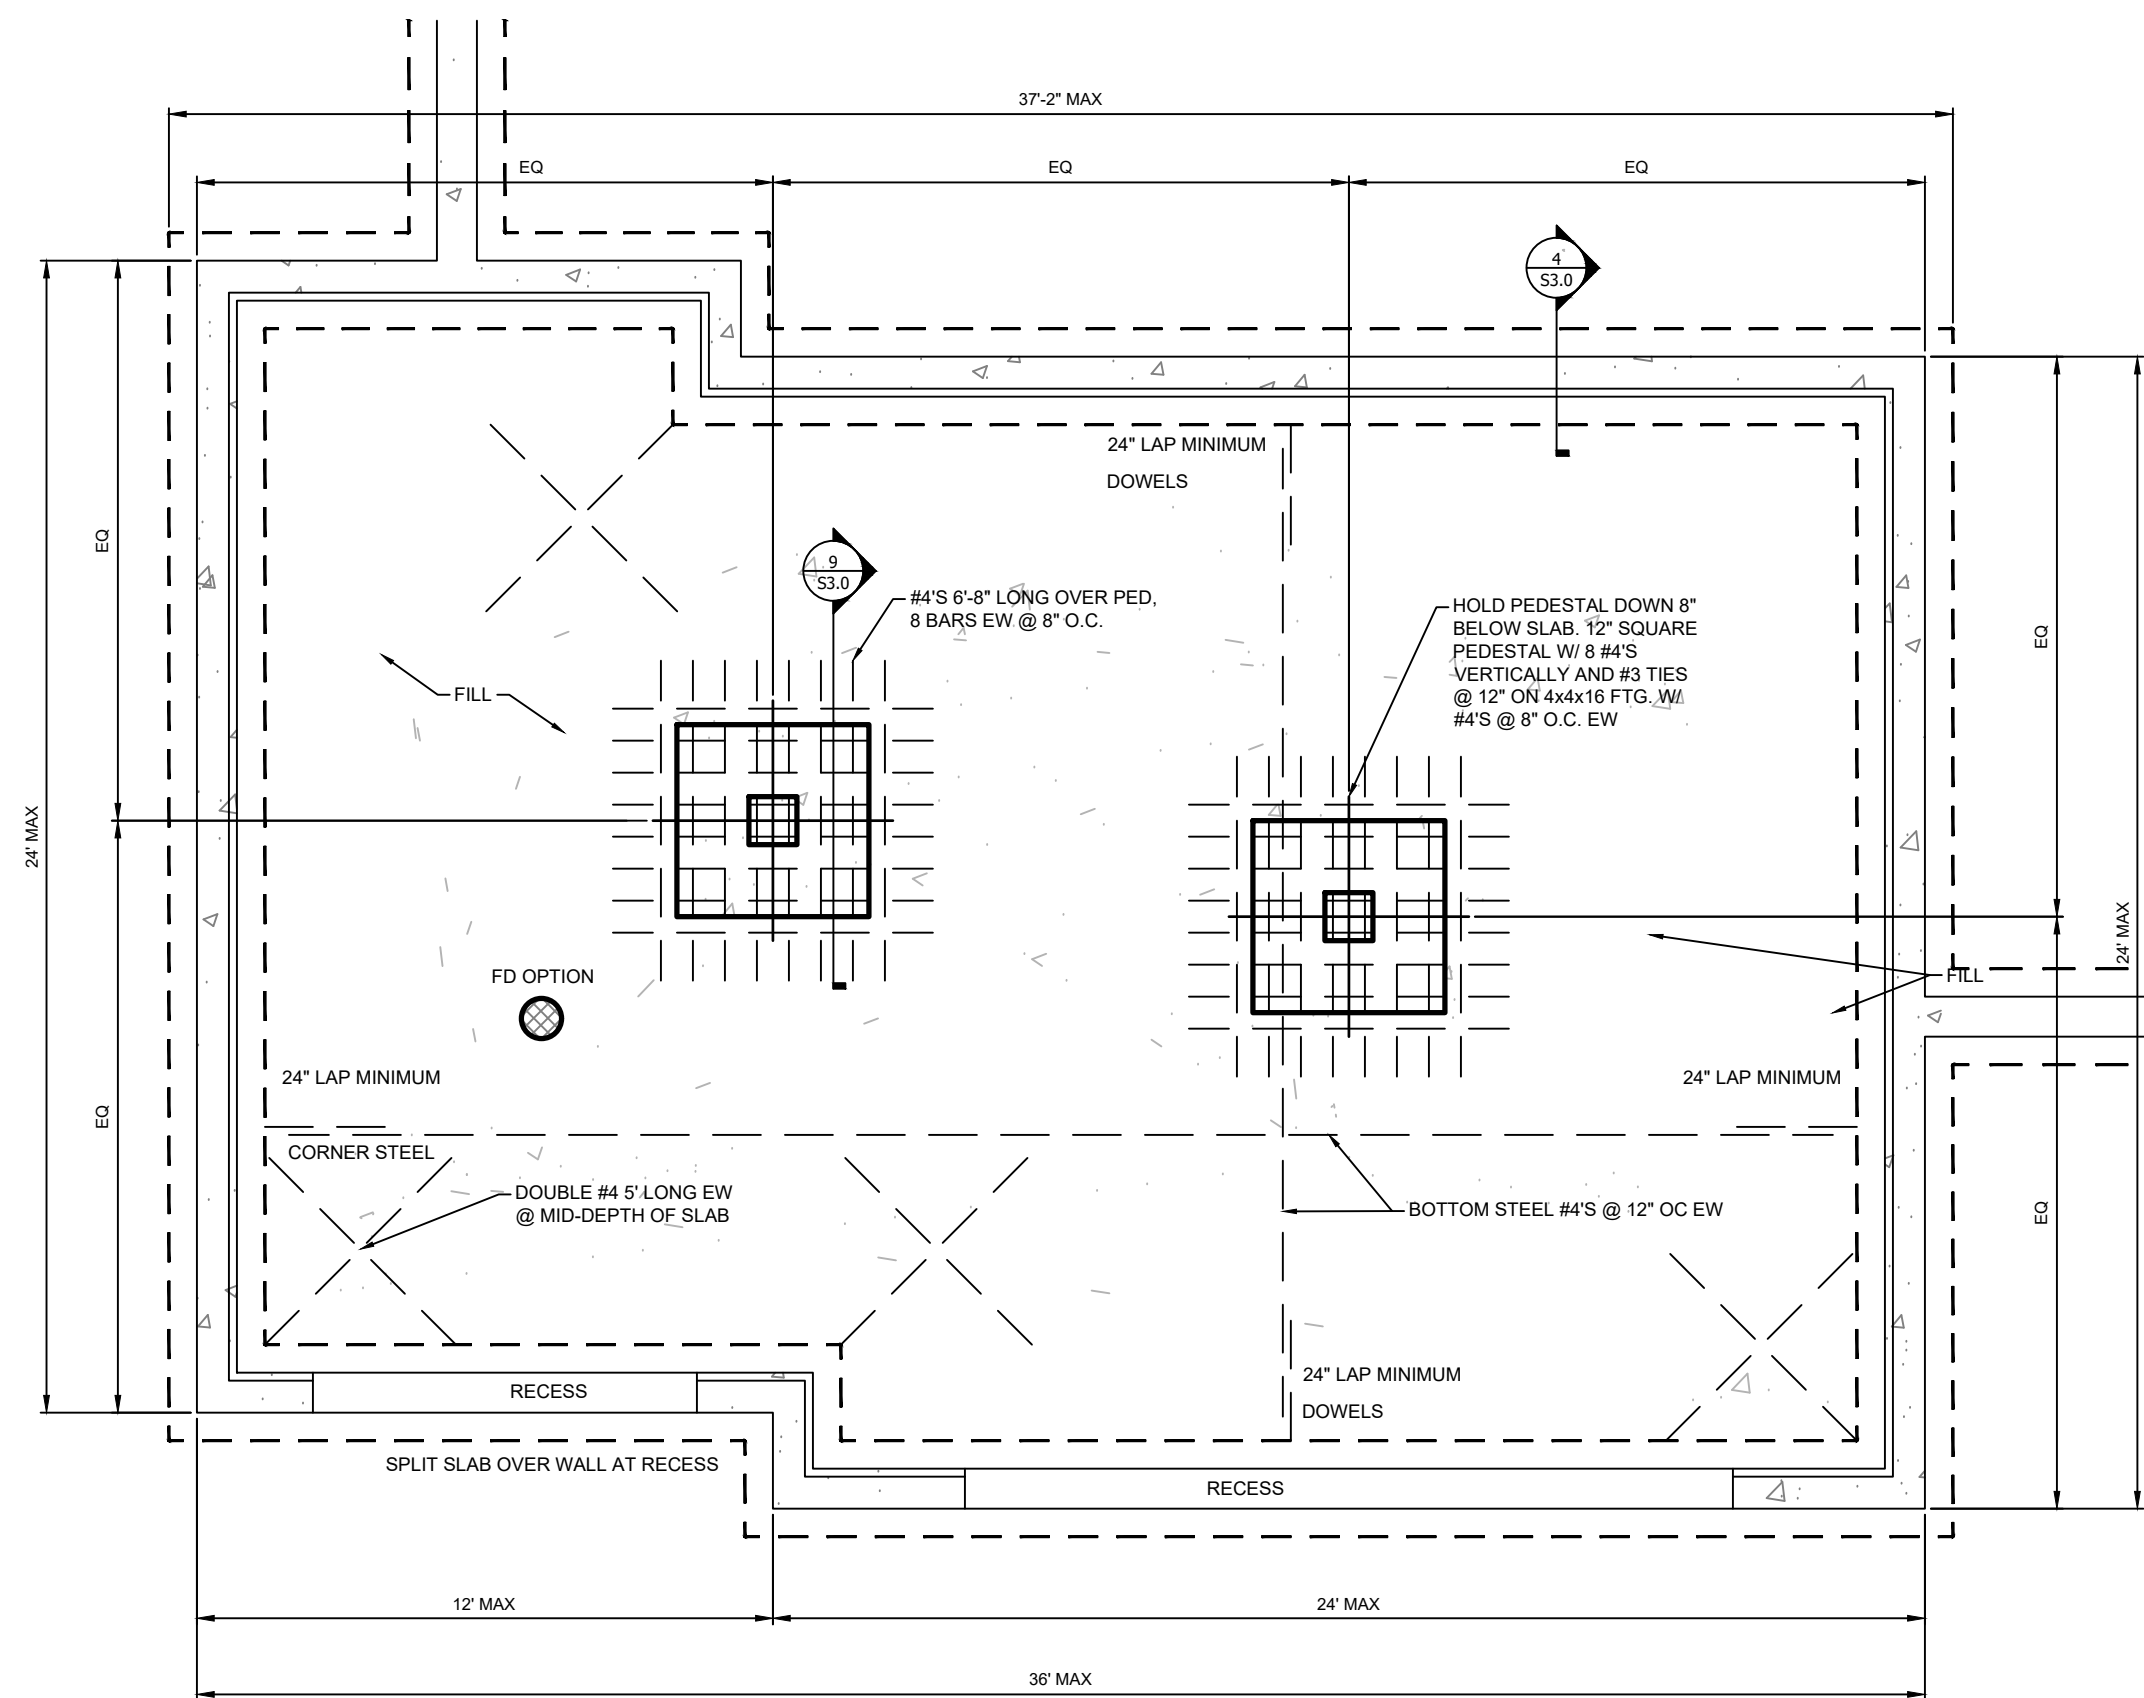 37'-2" MAX
EQ
EQ
EQ
4
S3.0
24" LAP MINIMUM
DOWELS
EQ
9
S3.0
#4'S 6'-8" LONG OVER PED,
8 BARS EW @ 8" O.C.
HOLD PEDESTAL DOWN 8"
BELOW SLAB. 12" SQUARE
PEDESTAL W/ 8 #4'S
VERTICALLY AND #3 TIES
@ 12" ON 4x4x16 FTG. W/
#4'S @ 8" O.C. EW
EQ
FILL
24' MAX
24' MAX
FD OPTION
FILL
24" LAP MINIMUM
24" LAP MINIMUM
EQ
CORNER STEEL
DOUBLE #4 5' LONG EW
@ MID-DEPTH OF SLAB
BOTTOM STEEL #4'S @ 12" OC EW
EQ
24" LAP MINIMUM
DOWELS
RECESS
SPLIT SLAB OVER WALL AT RECESS
RECESS
12' MAX
24' MAX
36' MAX